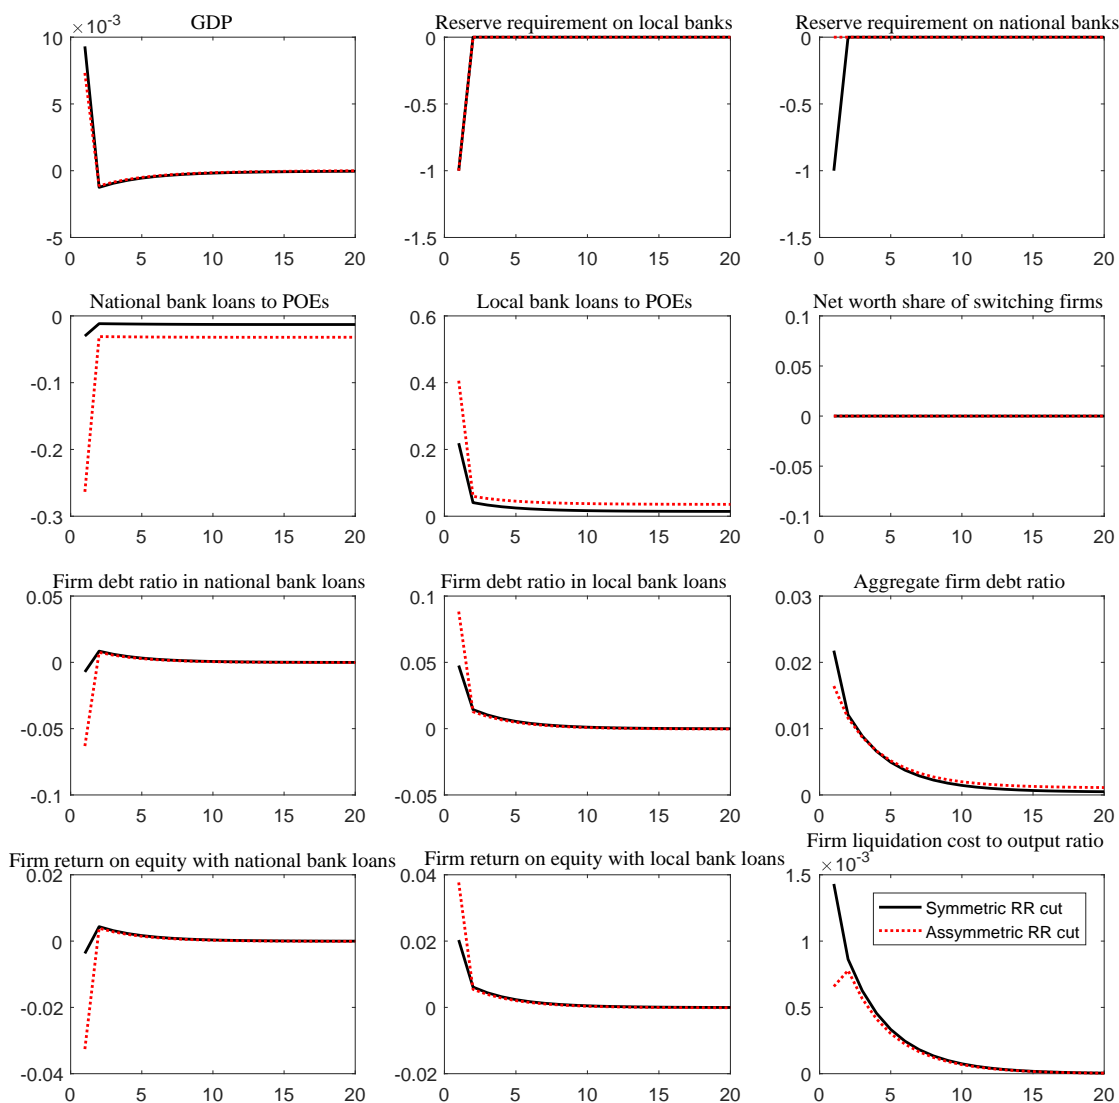 GDP
×10-3
10
5
0
-5
0 5 10 15 20
Reserve requirement on local banks
0
-0.5
-1
-1.5
0 5 10 15 20
Reserve requirement on national banks
0
-0.5
-1
-1.5
0 5 10 15 20
National bank loans to POEs
0
-0.1
-0.2
-0.3
0 5 10 15 20
Local bank loans to POEs
0.6
0.4
0.2
0
0 5 10 15 20
Net worth share of switching firms
0.1
0.05
0
-0.05
-0.1
0 5 10 15 20
Firm debt ratio in national bank loans
0.05
0
-0.05
-0.1
0 5 10 15 20
Firm debt ratio in local bank loans
0.1
0.05
0
-0.05
0 5 10 15 20
Aggregate firm debt ratio
0.03
0.02
0.01
0
0 5 10 15 20
Firm return on equity with national bank loans
0.02
0
-0.02
-0.04
0 5 10 15 20
Firm return on equity with local bank loans
0.04
0.02
0
-0.02
0 5 10 15 20
Firm liquidation cost to output ratio
×10-3
1.5
1
0.5
0
0 5 10 15 20
Symmetric RR cut
Assymmetric RR cut